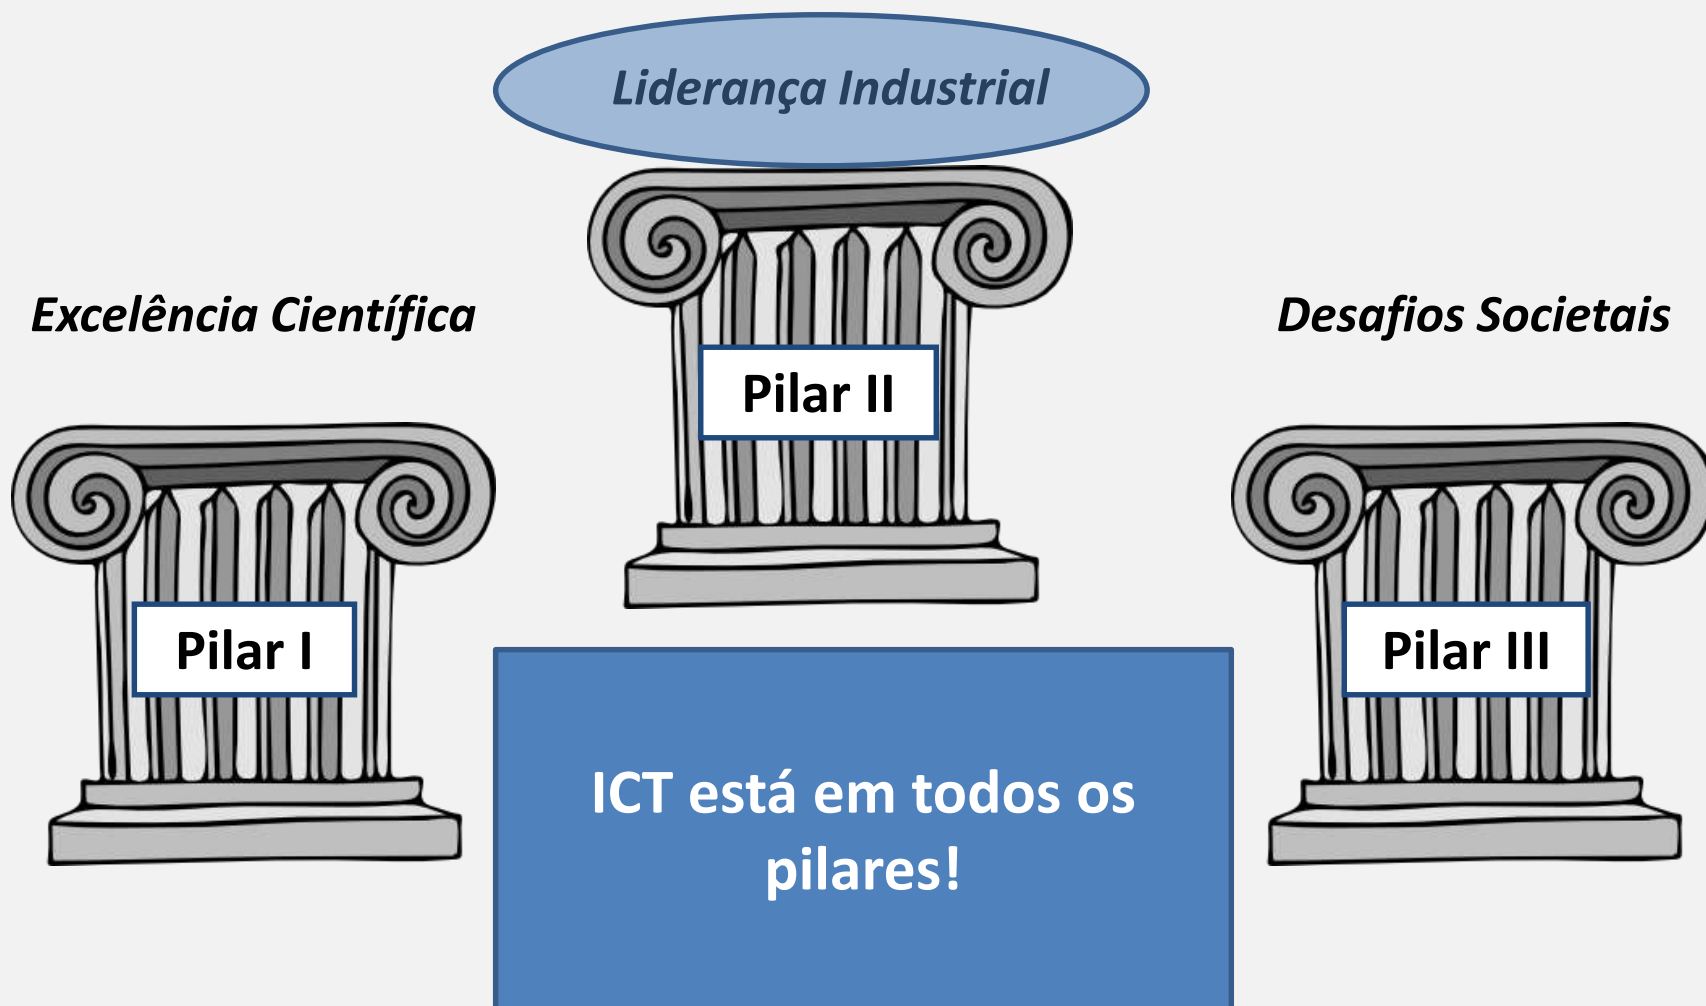 Liderança Industrial
Excelência Científica
Desafios Societais
Pilar II
Pilar I
Pilar III
ICT está em todos os
pilares!